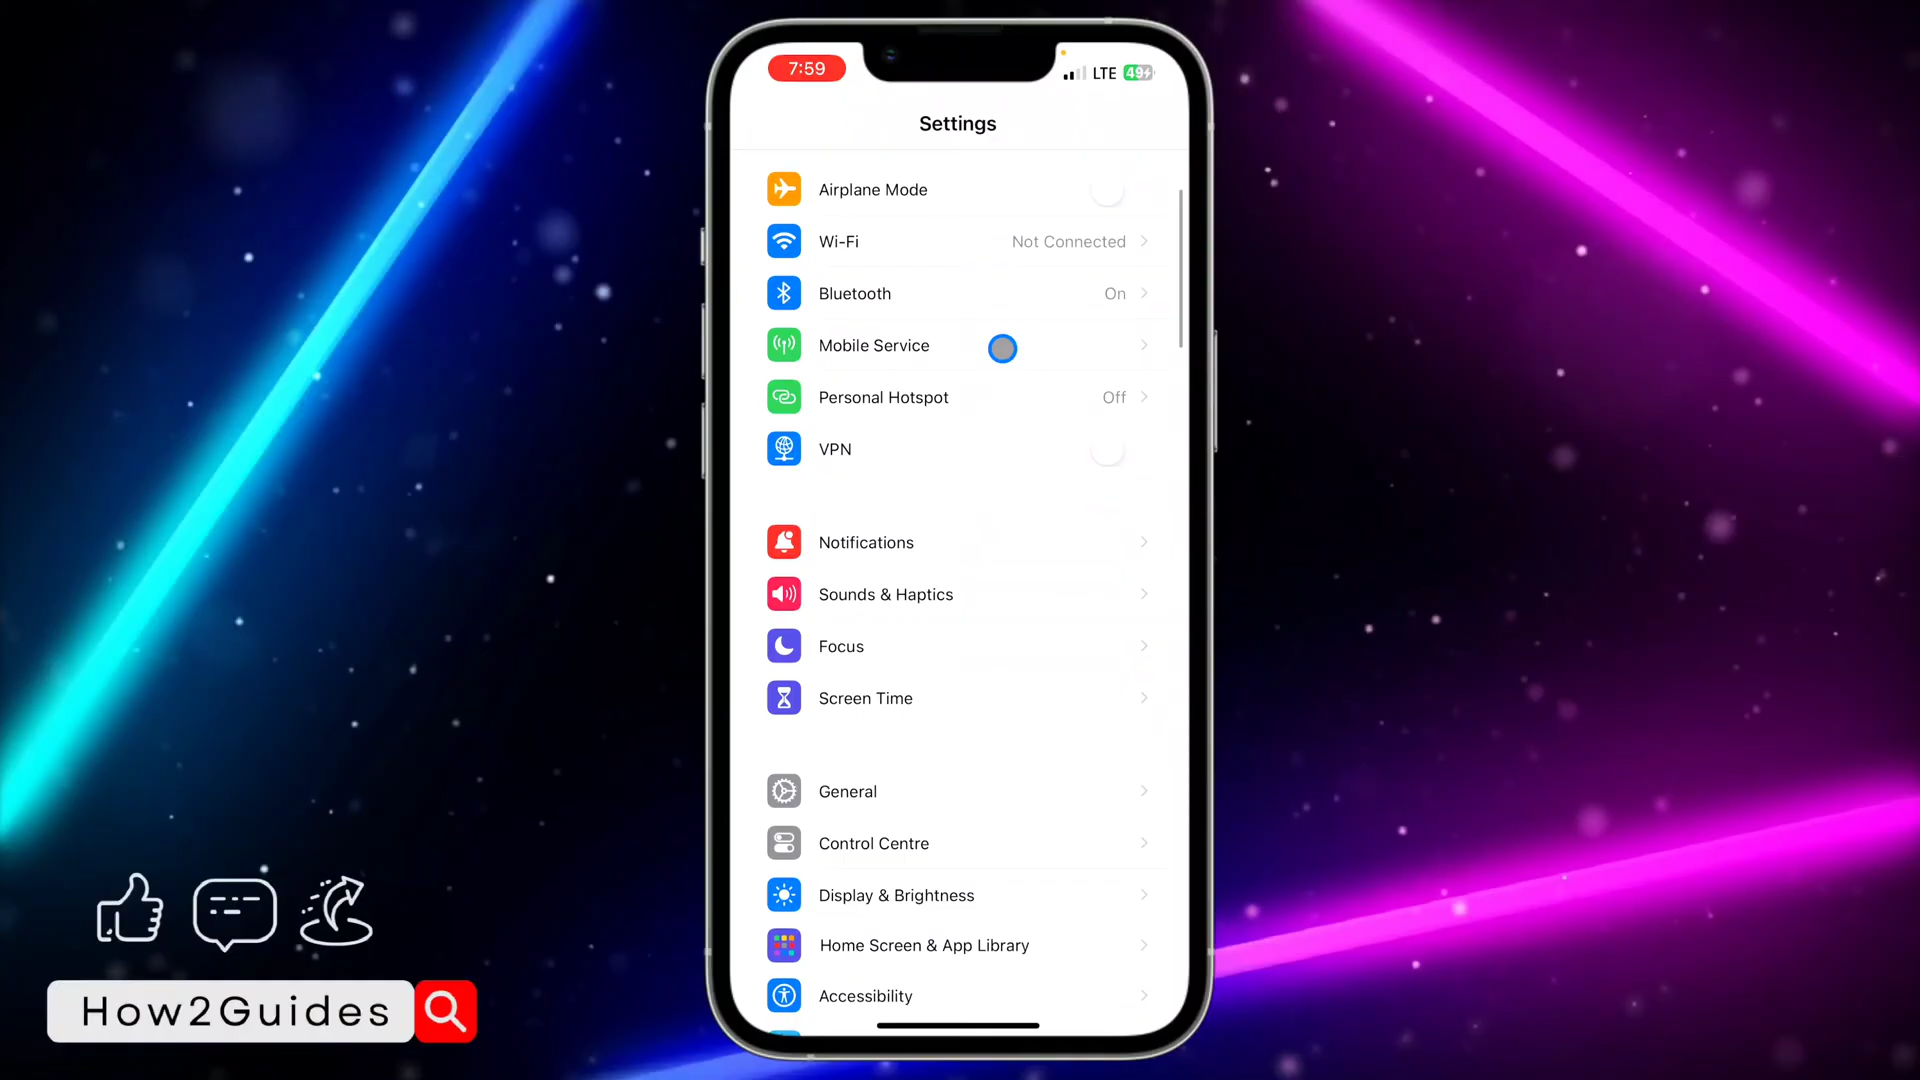 7:59
LTE 49
Settings
Airplane Mode
Wi-Fi Not Connected
Bluetooth On
Mobile Service
Personal Hotspot Off
VPN
Notifications
Sounds & Haptics
Focus
Screen Time
General
Control Centre
Display & Brightness
Home Screen & App Library
Accessibility
How2Guides